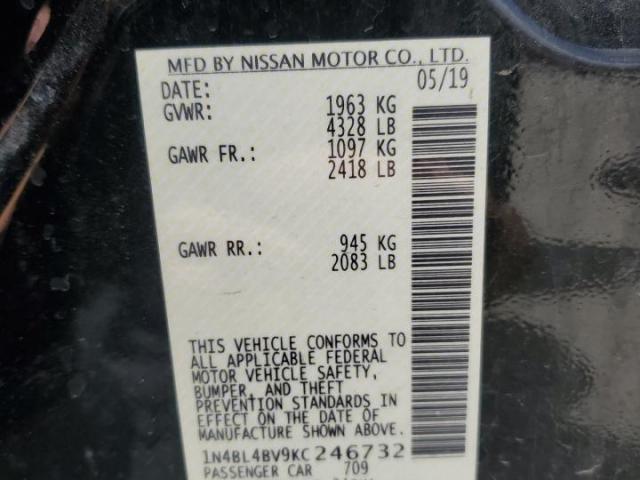 MFD BY NISSAN MOTOR CO., LTD.
DATE: 05/19
GVWR: 1963 KG
4328 LB
GAWR FR.: 1097 KG
2418 LB
GAWR RR.: 945 KG
2083 LB
THIS VEHICLE CONFORMS TO
ALL APPLICABLE FEDERAL
MOTOR VEHICLE SAFETY,
BUMPER, AND THEFT
PREVENTION STANDARDS IN
EFFECT ON THE DATE OF
MANUFACTURE SHOWN ABOVE.
1N4BL4BV9KC246732
PASSENGER CAR 709